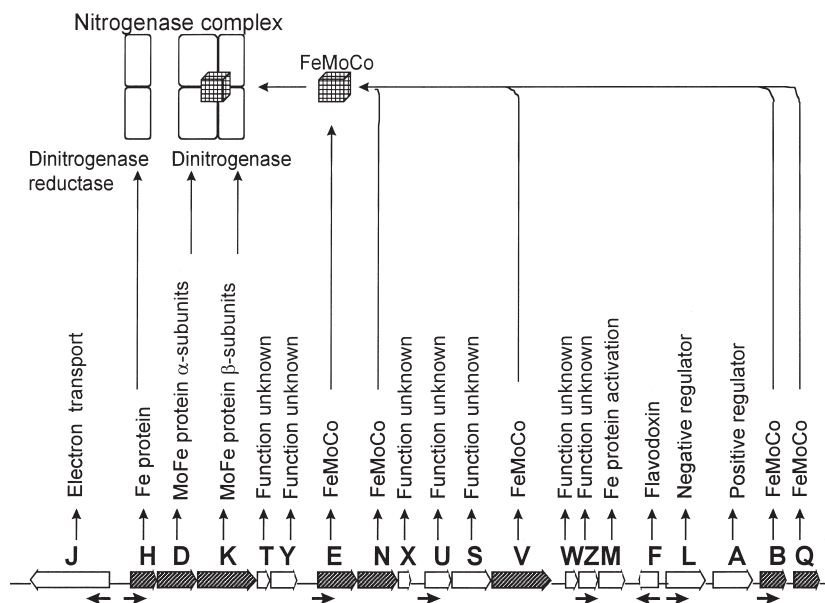 Nitrogenase complex
FeMoCo
Dinitrogenase
reductase
Dinitrogenase
Electron transport
Fe protein
MoFe protein α-subunits
MoFe protein β-subunits
Function unknown
Function unknown
FeMoCo
FeMoCo
Function unknown
Function unknown
Function unknown
FeMoCo
Function unknown
Function unknown
Fe protein activation
Flavodoxin
Negative regulator
Positive regulator
FeMoCo
FeMoCo
J H D K T Y E N X U S V W Z M F L A B Q